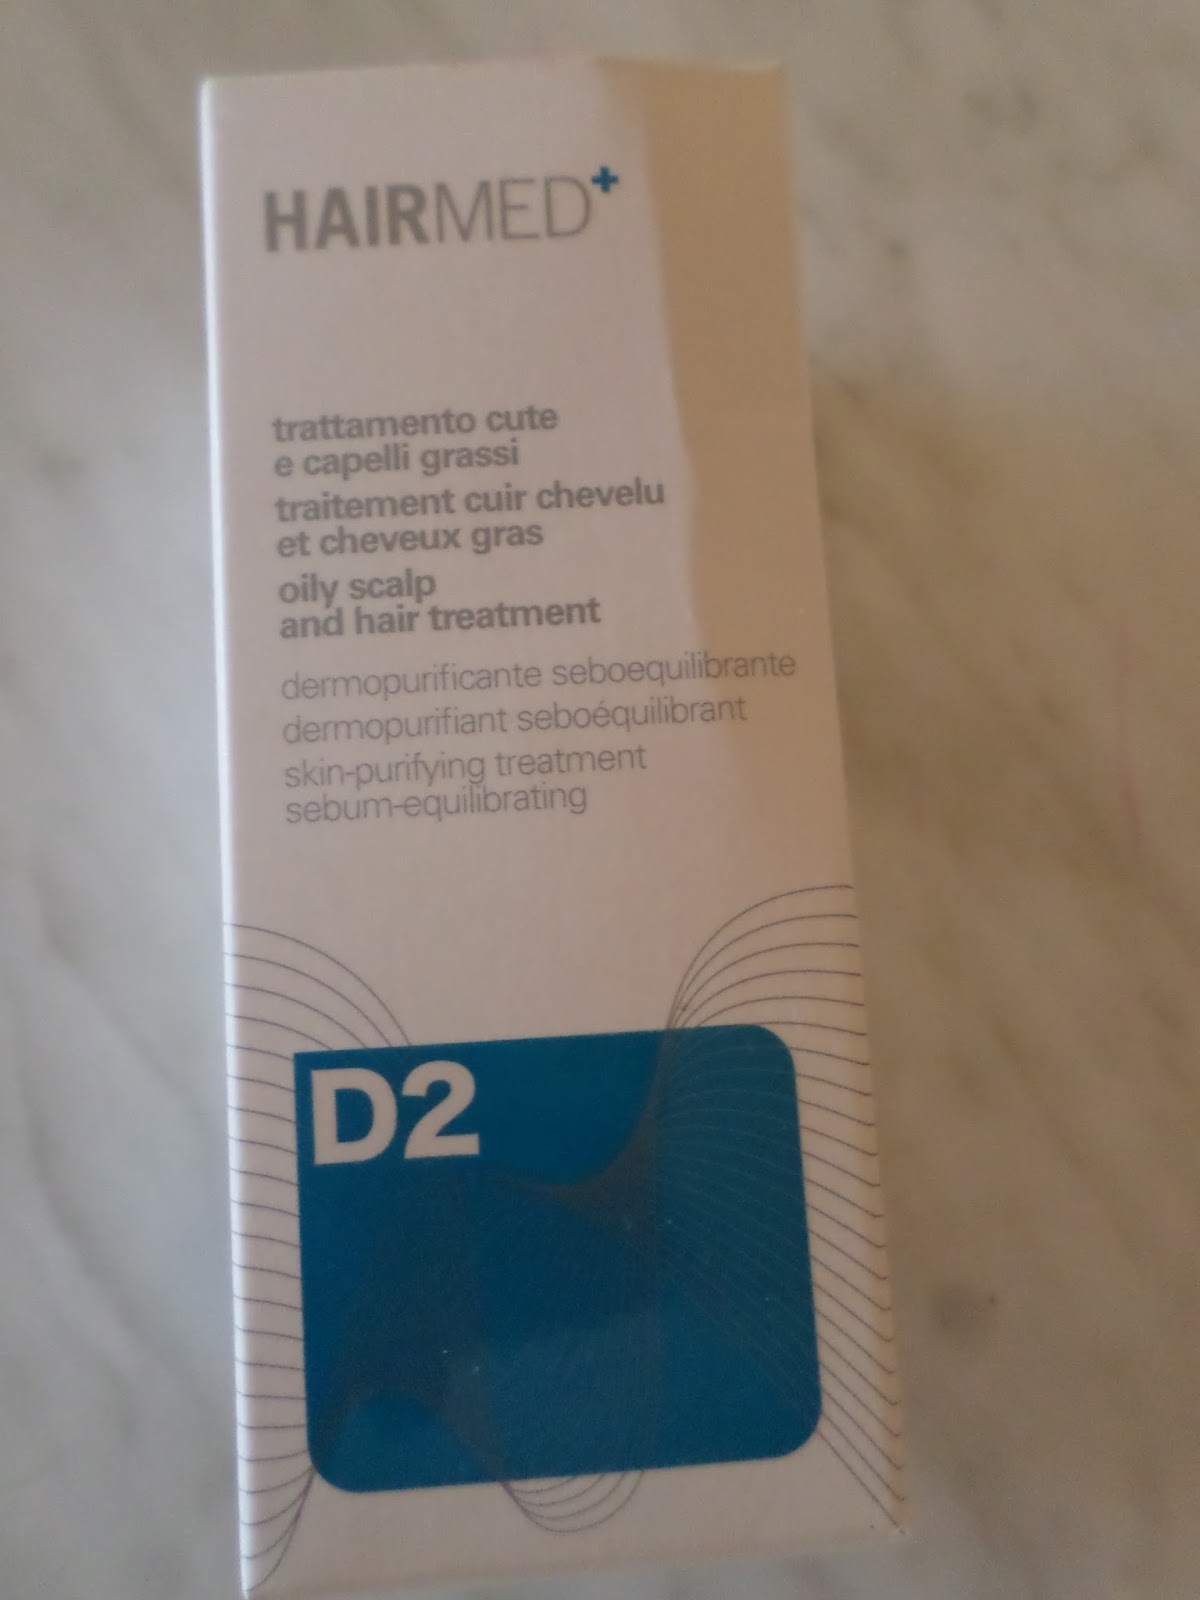 HAIRMED+
trattamento cute
e capelli grassi
traitement cuir chevelu
et cheveux gras
oily scalp
and hair treatment
dermopurificante seboequilibrante
dermopurifiant seboéquilibrant
skin-purifying treatment
sebum-equilibrating
D2